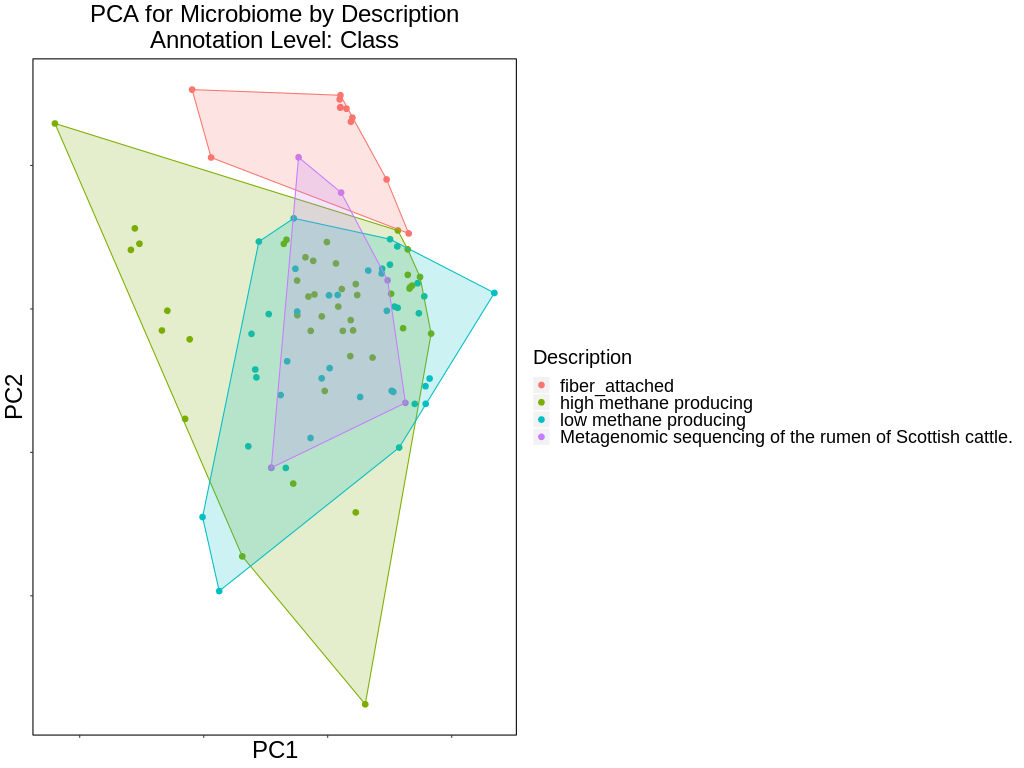 PCA for Microbiome by Description
Annotation Level: Class
PC2
PC1
Description
fiber_attached
high methane producing
low methane producing
Metagenomic sequencing of the rumen of Scottish cattle.